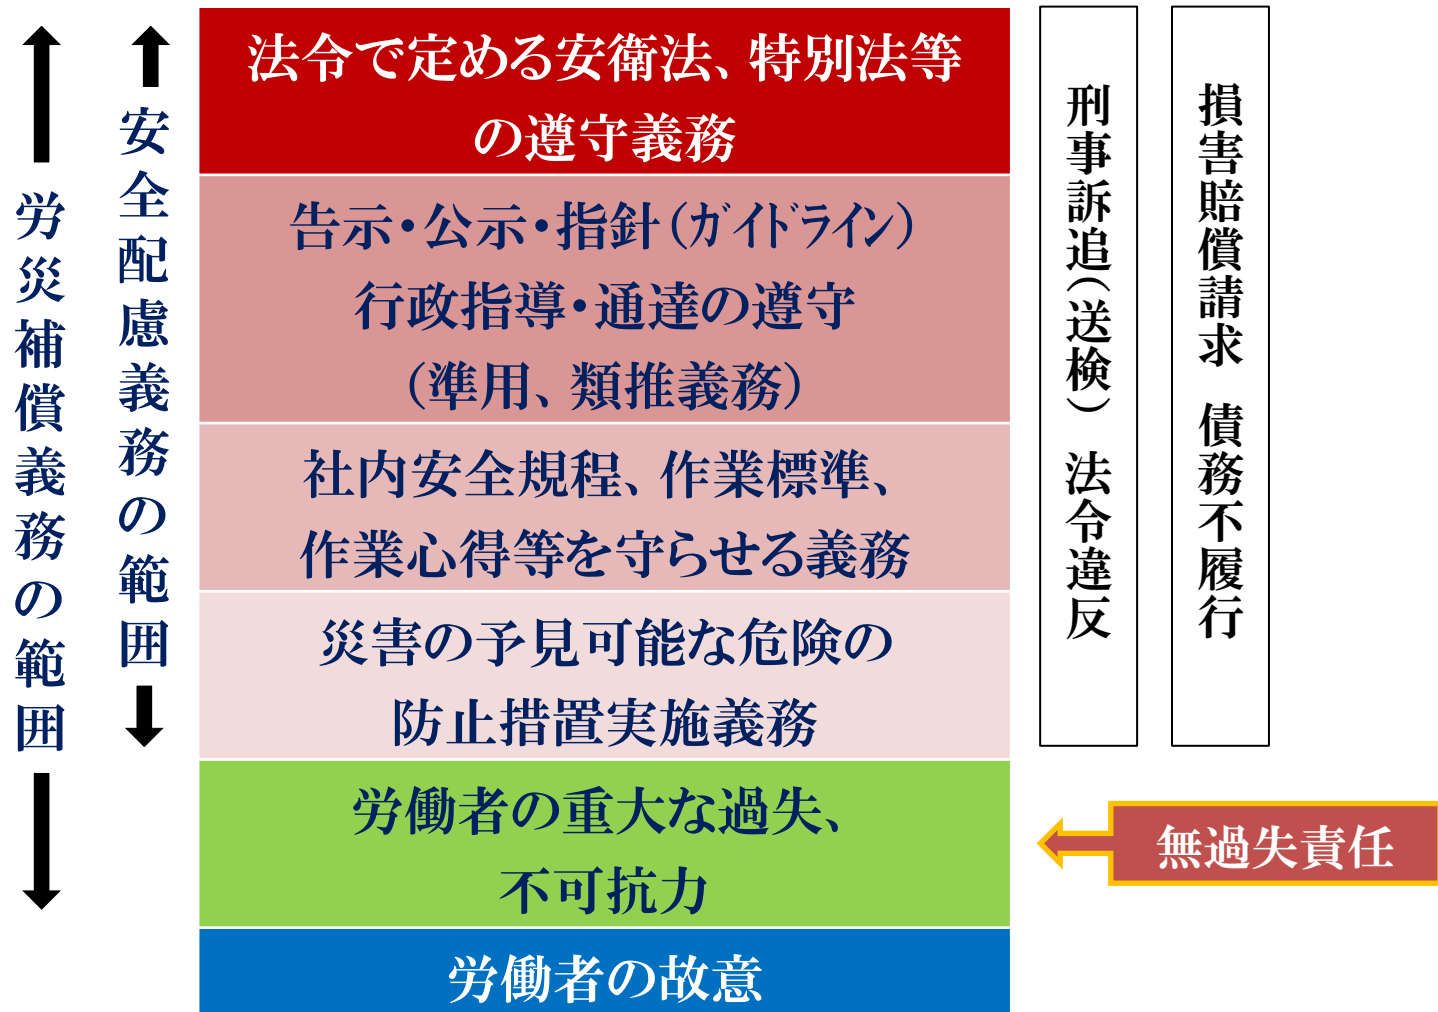 労災補償義務の範囲
安全配慮義務の範囲
法令で定める安衛法、特別法等
の遵守義務
告示・公示・指針(ｶﾞｲﾄﾞﾗｲﾝ)
行政指導・通達の遵守
(準用、類推義務)
社内安全規程、作業標準、
作業心得等を守らせる義務
災害の予見可能な危険の
防止措置実施義務
労働者の重大な過失、
不可抗力
労働者の故意
刑事訴追(送検) 法令違反
損害賠償請求 債務不履行
無過失責任